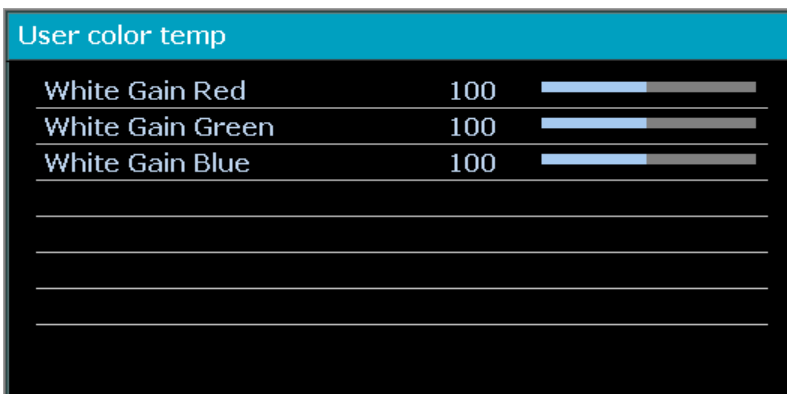 User color temp
White Gain Red 100
White Gain Green 100
White Gain Blue 100